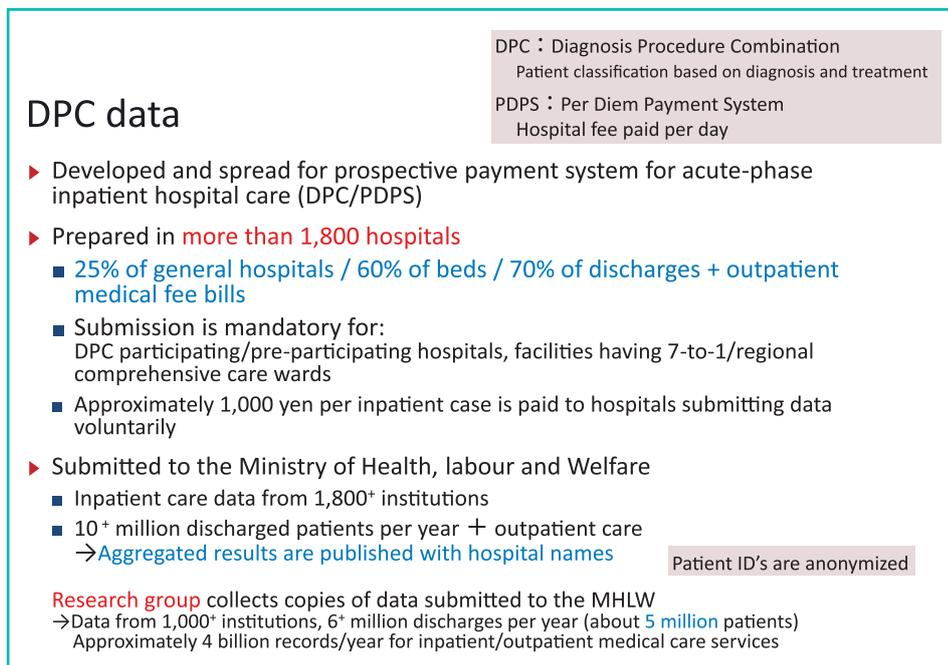 DPC：Diagnosis Procedure Combination
Patient classification based on diagnosis and treatment
PDPS：Per Diem Payment System
Hospital fee paid per day
DPC data
Developed and spread for prospective payment system for acute-phase
inpatient hospital care (DPC/PDPS)
Prepared in more than 1,800 hospitals
25% of general hospitals / 60% of beds / 70% of discharges + outpatient
medical fee bills
Submission is mandatory for:
DPC participating/pre-participating hospitals, facilities having 7-to-1/regional
comprehensive care wards
Approximately 1,000 yen per inpatient case is paid to hospitals submitting data
voluntarily
Submitted to the Ministry of Health, labour and Welfare
Inpatient care data from 1,800⁺ institutions
10⁺ million discharged patients per year ＋ outpatient care
→Aggregated results are published with hospital names
Patient ID’s are anonymized
Research group collects copies of data submitted to the MHLW
→Data from 1,000⁺ institutions, 6⁺ million discharges per year (about 5 million patients)
Approximately 4 billion records/year for inpatient/outpatient medical care services